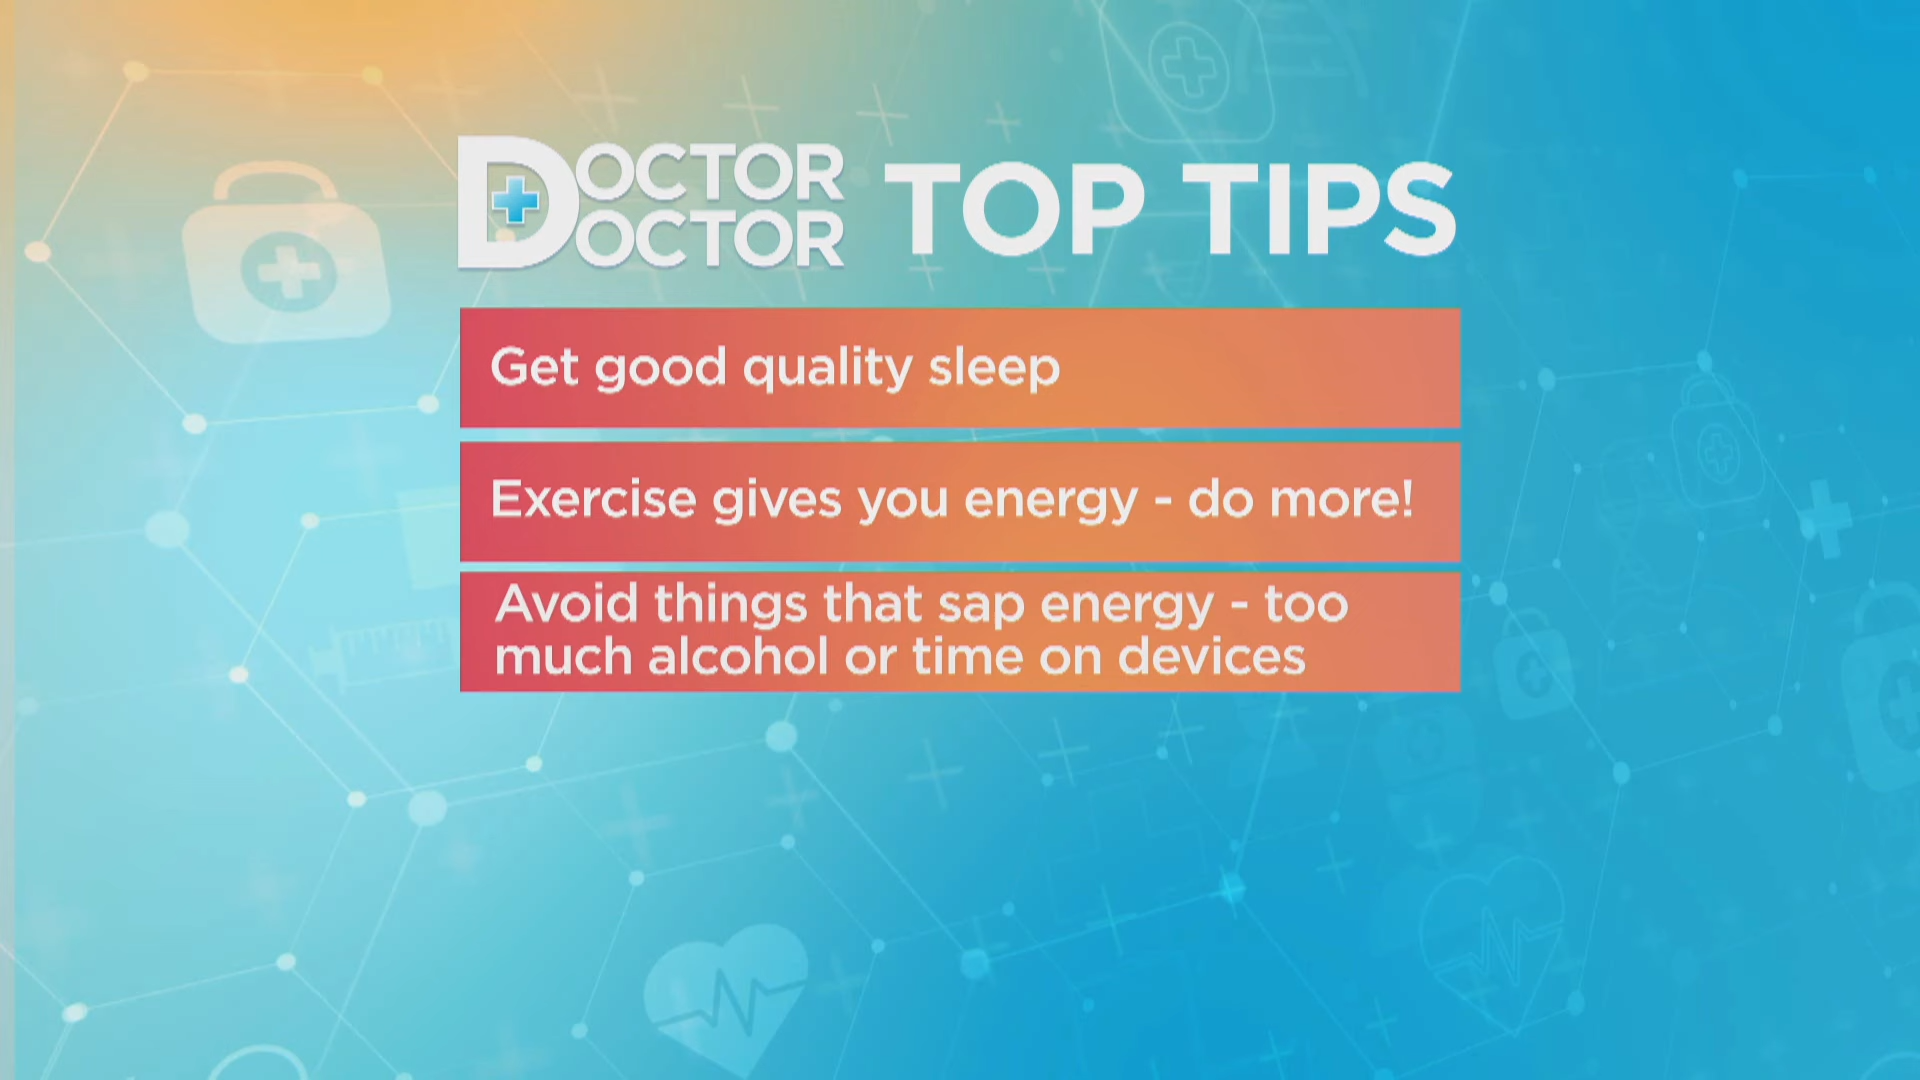 DOCTOR DOCTOR TOP TIPS
Get good quality sleep
Exercise gives you energy - do more!
Avoid things that sap energy - too
much alcohol or time on devices